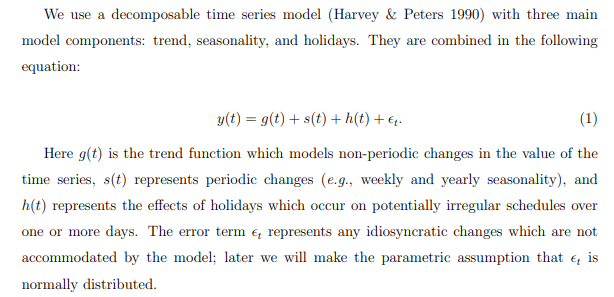 We use a decomposable time series model (Harvey & Peters 1990) with three main
model components: trend, seasonality, and holidays. They are combined in the following
equation:
y(t) = g(t) + s(t) + h(t) + ϵₜ. (1)
Here g(t) is the trend function which models non-periodic changes in the value of the
time series, s(t) represents periodic changes (e.g., weekly and yearly seasonality), and
h(t) represents the effects of holidays which occur on potentially irregular schedules over
one or more days. The error term ϵₜ represents any idiosyncratic changes which are not
accommodated by the model; later we will make the parametric assumption that ϵₜ is
normally distributed.